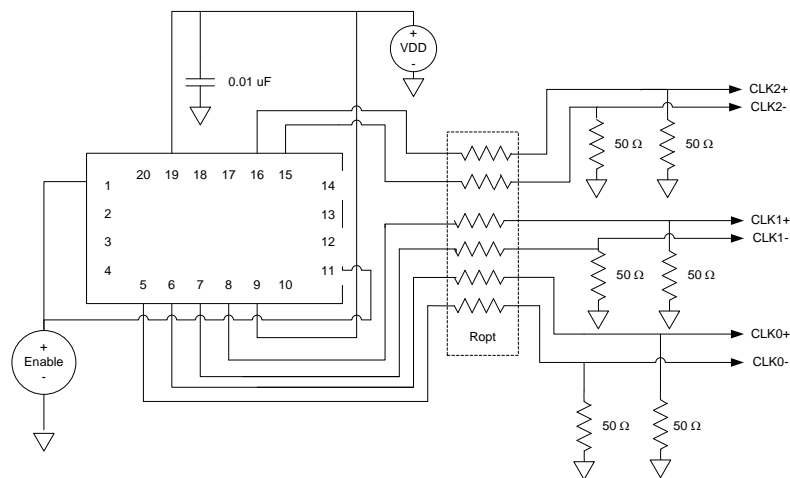 +
VDD
-
0.01 uF
CLK2+
CLK2-
50 Ω
50 Ω
20 19 18 17 16 15
1
2
3
4
14
13
12
11
5 6 7 8 9 10
CLK1+
CLK1-
50 Ω
50 Ω
Ropt
+
Enable
-
CLK0+
CLK0-
50 Ω
50 Ω